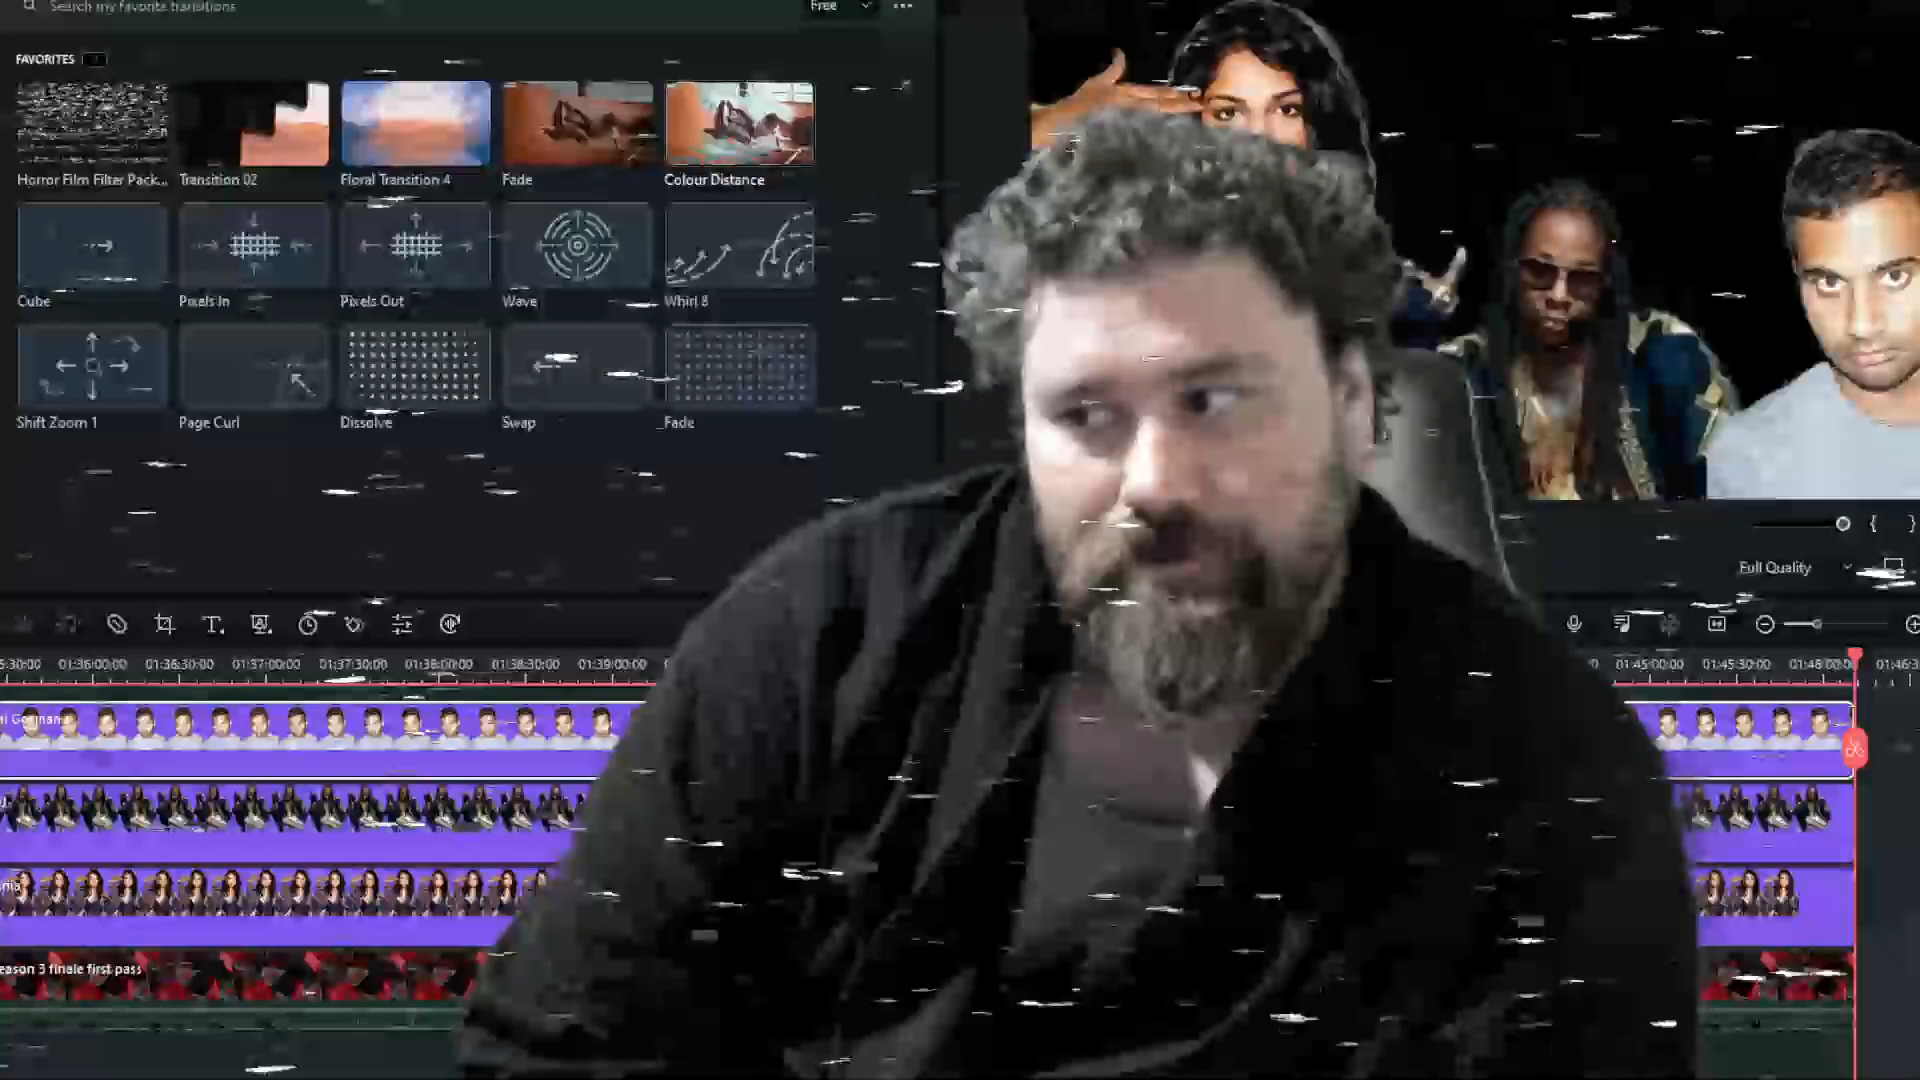 Search my favorite transitions
Free
FAVORITES
Horror Film Filter Pack... Transition 02 Floral Transition 4 Fade Colour Distance
Cube Pixels In Pixels Out Wave Whirl 8
Shift Zoom 1 Page Curl Dissolve Swap Fade
Full Quality
5:30:00 01:36:00:00 01:36:30:00 01:37:00:00 01:37:30:00 01:38:00:00 01:38:30:00 01:39:00:00 01:45:00:00 01:45:30:00 01:46:3
eason 3 finale first pass